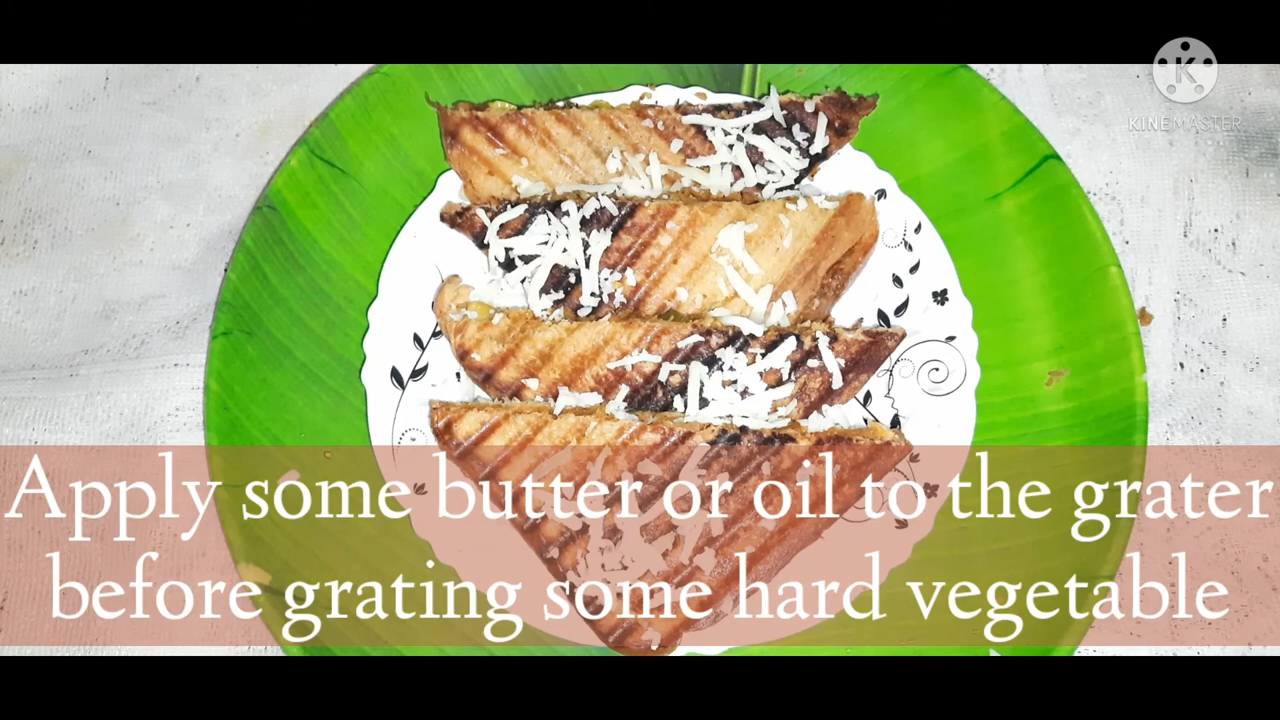 K
KINEMASTER
Apply some butter or oil to the grater
before grating some hard vegetable